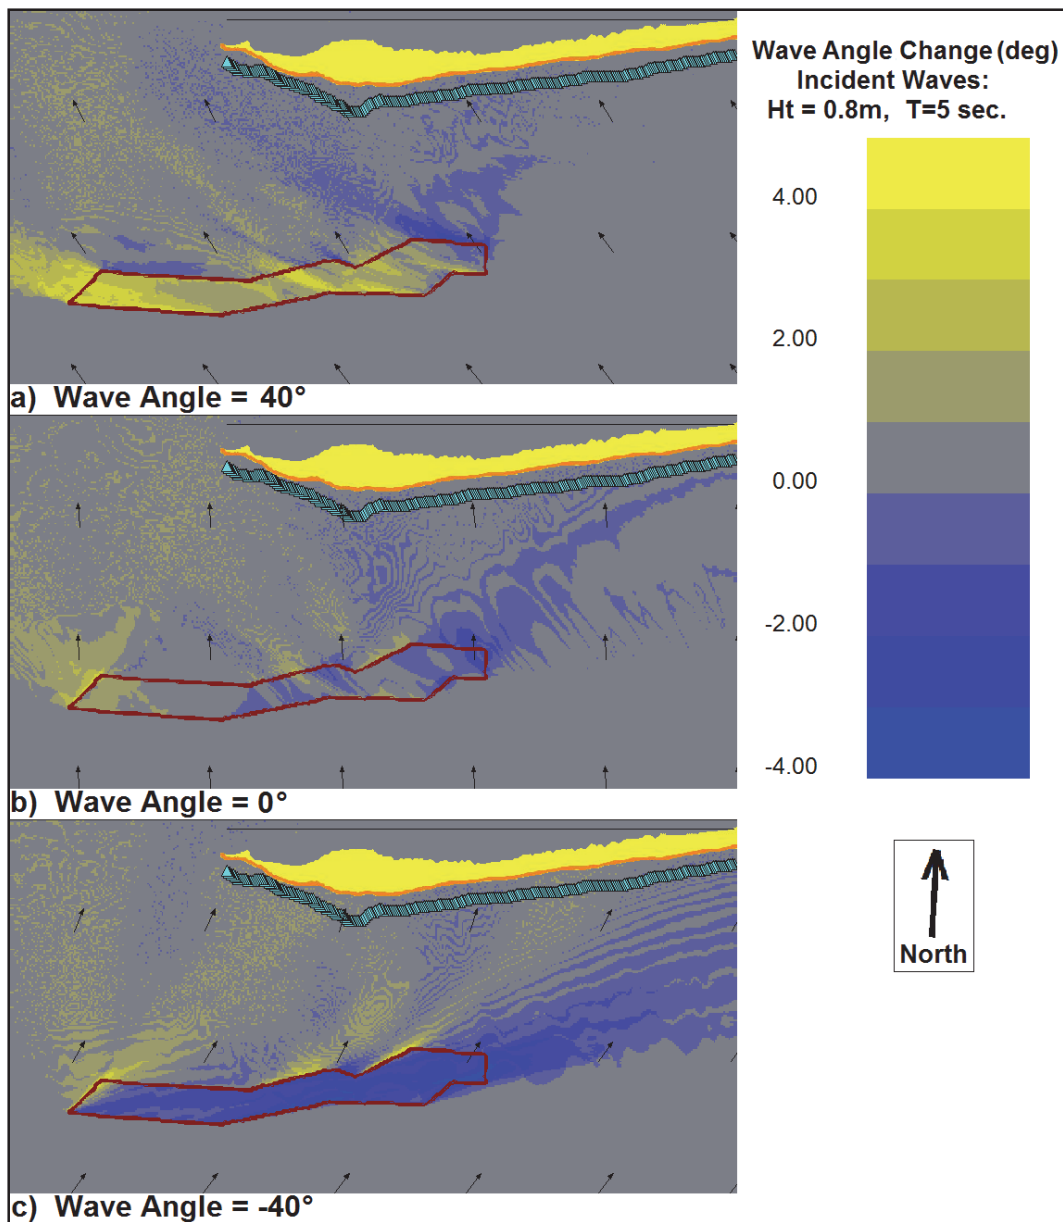 Wave Angle Change (deg)
Incident Waves:
Ht = 0.8m, T=5 sec.
4.00
2.00
0.00
-2.00
-4.00
North
a) Wave Angle = 40°
b) Wave Angle = 0°
c) Wave Angle = -40°